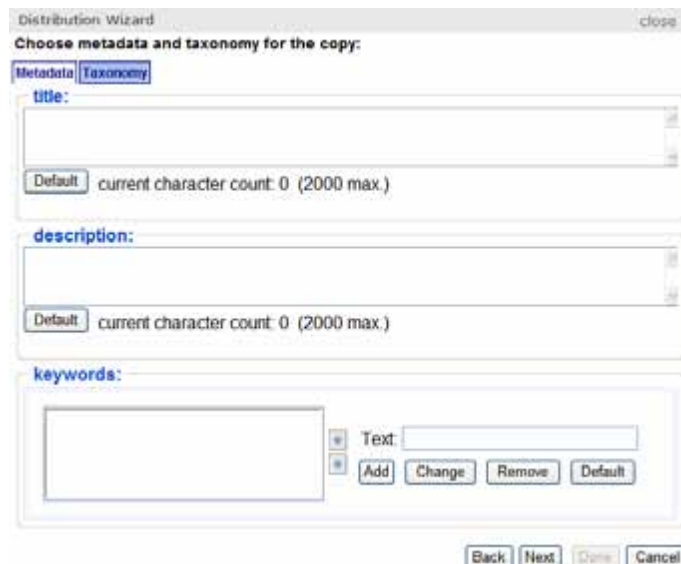 Distribution Wizard close
Choose metadata and taxonomy for the copy:
Metadata Taxonomy
title:
Default current character count: 0 (2000 max.)
description:
Default current character count: 0 (2000 max.)
keywords:
Text:
Add Change Remove Default
Back Next Done Cancel